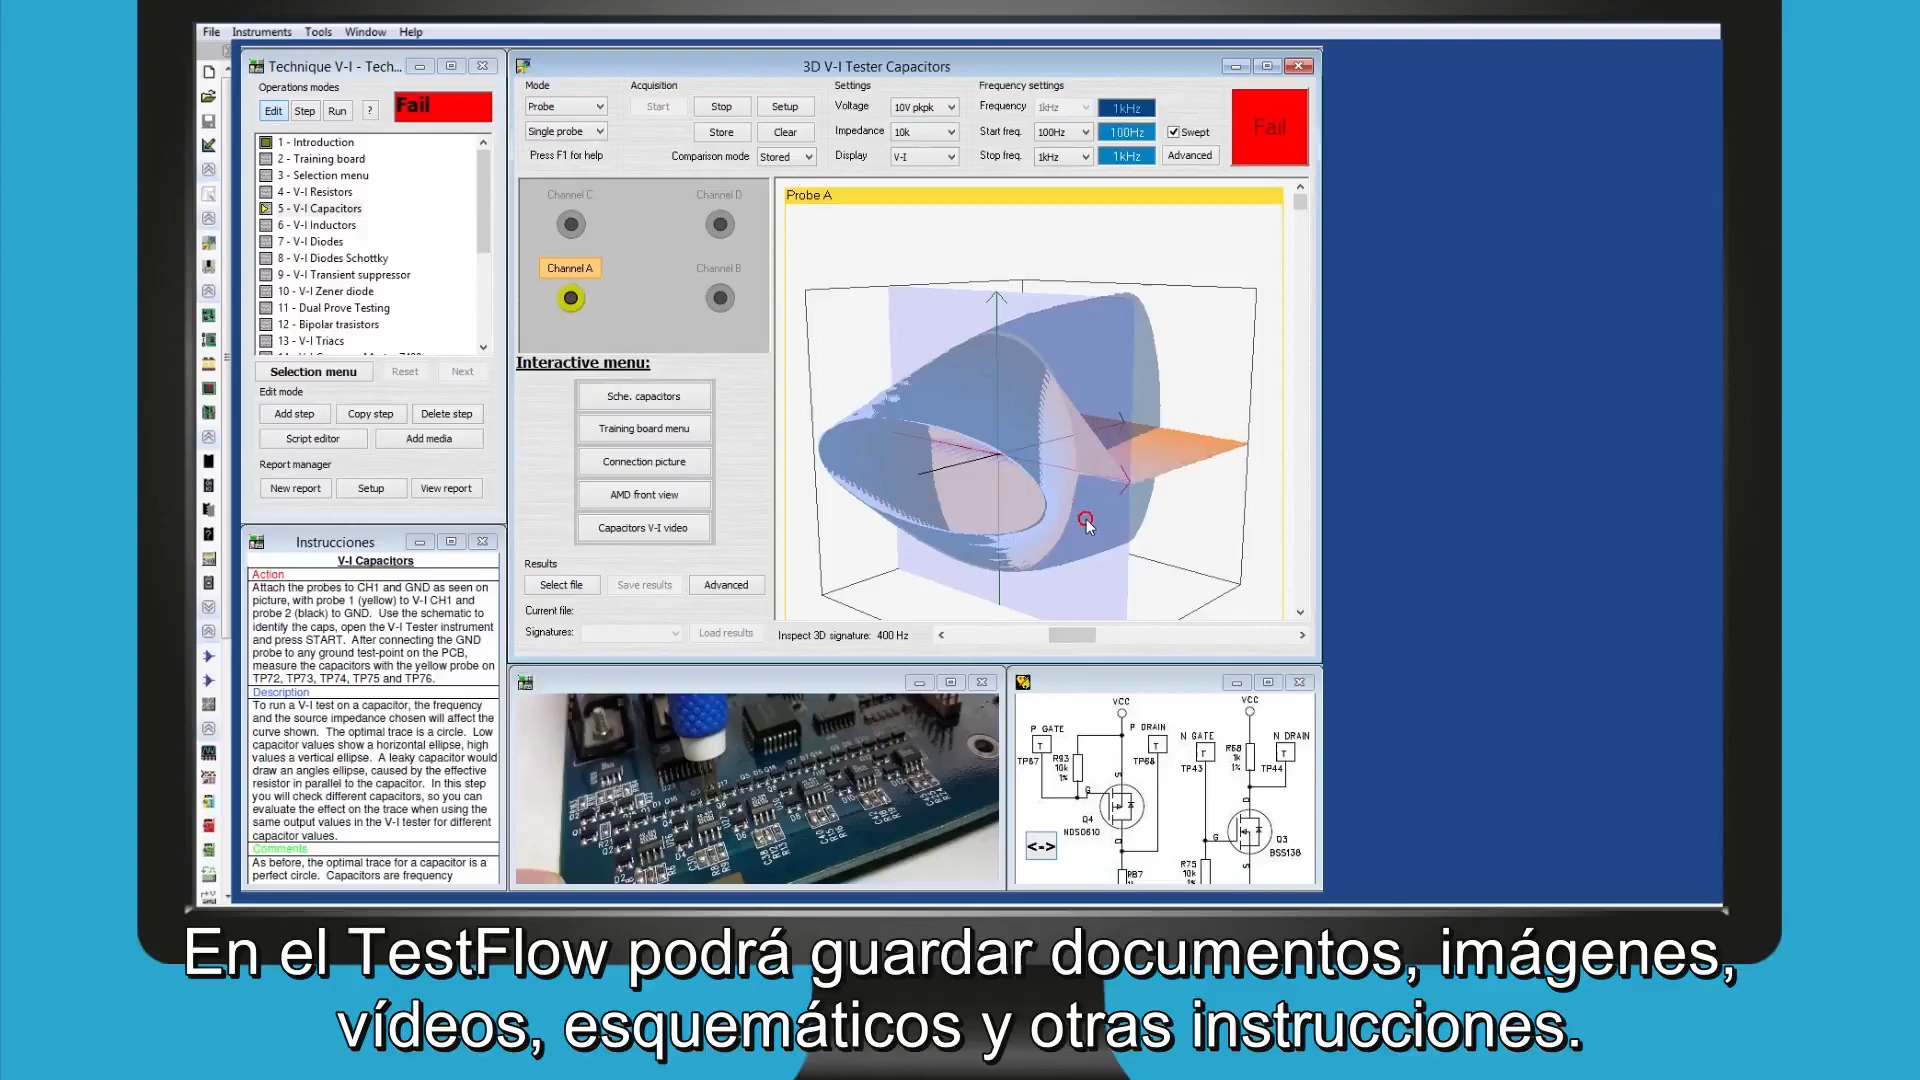 File Instruments Tools Window Help
Technique V-I - Tech...
Operations modes
Edit Step Run ? Fail
1 - Introduction
2 - Training board
3 - Selection menu
4 - V-I Resistors
5 - V-I Capacitors
6 - V-I Inductors
7 - V-I Diodes
8 - V-I Diodes Schottky
9 - V-I Transient suppressor
10 - V-I Zener diode
11 - Dual Prove Testing
12 - Bipolar trasistors
13 - V-I Triacs
Selection menu Reset Next
Edit mode
Add step Copy step Delete step
Script editor Add media
Report manager
New report Setup View report
3D V-I Tester Capacitors
Mode Acquisition Settings Frequency settings
Probe Start Stop Setup Voltage 10V pkpk Frequency 1kHz 1kHz
Single probe Store Clear Impedance 10k Start freq. 100Hz 100Hz Swept
Press F1 for help Comparison mode Stored Display V-I Stop freq. 1kHz 1kHz Advanced
Fail
Channel C Channel D
Channel A Channel B
Probe A
Interactive menu:
Sche. capacitors
Training board menu
Connection picture
AMD front view
Capacitors V-I video
Results
Select file Save results Advanced
Current file:
Signatures: Load results
Inspect 3D signature: 400 Hz
Instrucciones
V-I Capacitors
Action
Attach the probes to CH1 and GND as seen on
picture, with probe 1 (yellow) to V-I CH1 and
probe 2 (black) to GND. Use the schematic to
identify the caps, open the V-I Tester instrument
and press START. After connecting the GND
probe to any ground test-point on the PCB,
measure the capacitors with the yellow probe on
TP72, TP73, TP74, TP75 and TP76.
Description
To run a V-I test on a capacitor, the frequency
and the source impedance chosen will affect the
curve shown. The optimal trace is a circle. Low
capacitor values show a horizontal ellipse, high
values a vertical ellipse. A leaky capacitor would
draw an angles ellipse, caused by the effective
resistor in parallel to the capacitor. In this step
you will check different capacitors, so you can
evaluate the effect on the trace when using the
same output values in the V-I tester for different
capacitor values.
Comments
As before, the optimal trace for a capacitor is a
perfect circle. Capacitors are frequency
VCC VCC
P GATE P DRAIN N GATE N DRAIN
T T T T
TP67 R93 10k 1% TP68 TP43 R68 1k 1% TP44
G S D
Q4 NDS0610
G D S
Q3 BSS138
<->
R75 10k 1%
R87
En el TestFlow podrá guardar documentos, imágenes,
vídeos, esquemáticos y otras instrucciones.